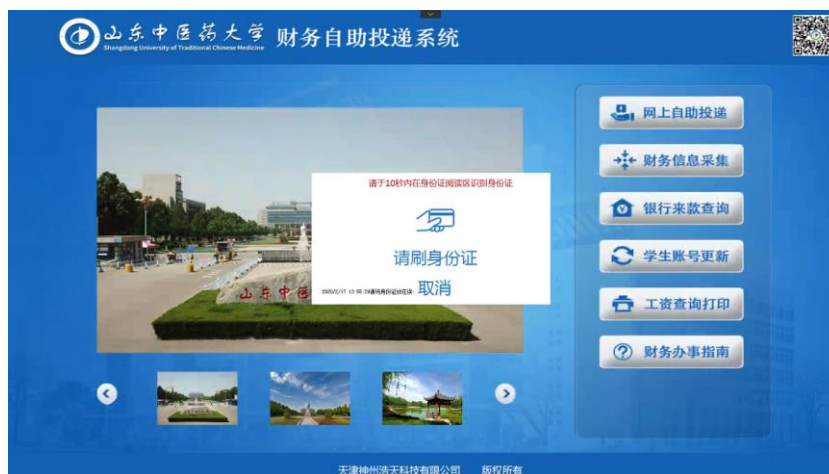 山东中医药大学 财务自助投递系统
Shangdong University of Traditional Chinese Medicine
网上自助投递
请于10秒内在身份证阅读区识别身份证
财务信息采集
银行来款查询
请刷身份证
学生账号更新
取消
山东中医
工资查询打印
财务办事指南
天津神州浩天科技有限公司 版权所有